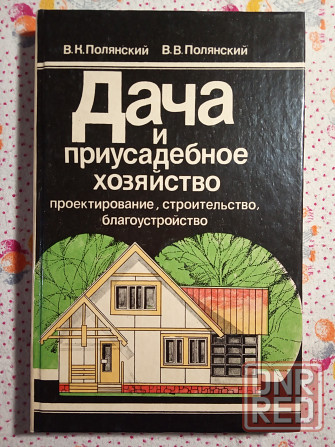 В.К.Полянский В.В.Полянский
Дача
и
приусадебное
хозяйство
проектирование, строительство,
благоустройство
DNR
RED